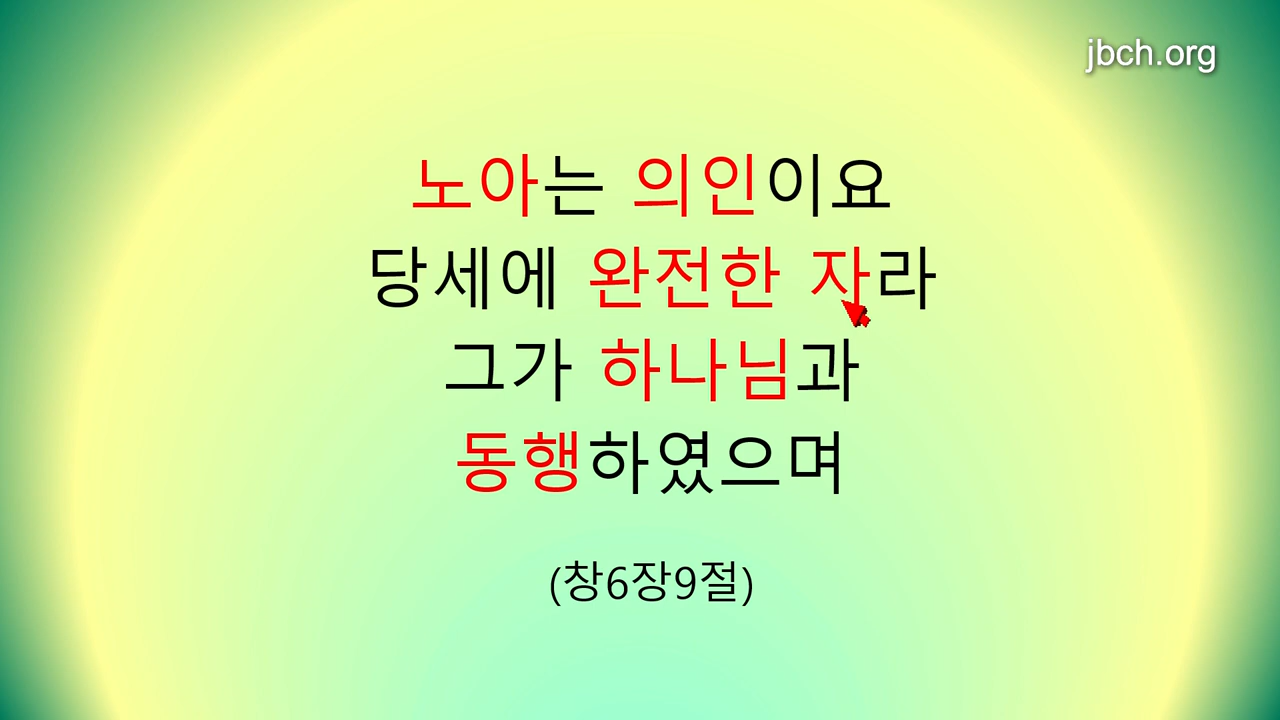 jbch.org
노아는 의인이요
당세에 완전한 자라
그가 하나님과
동행하였으며
(창6장9절)